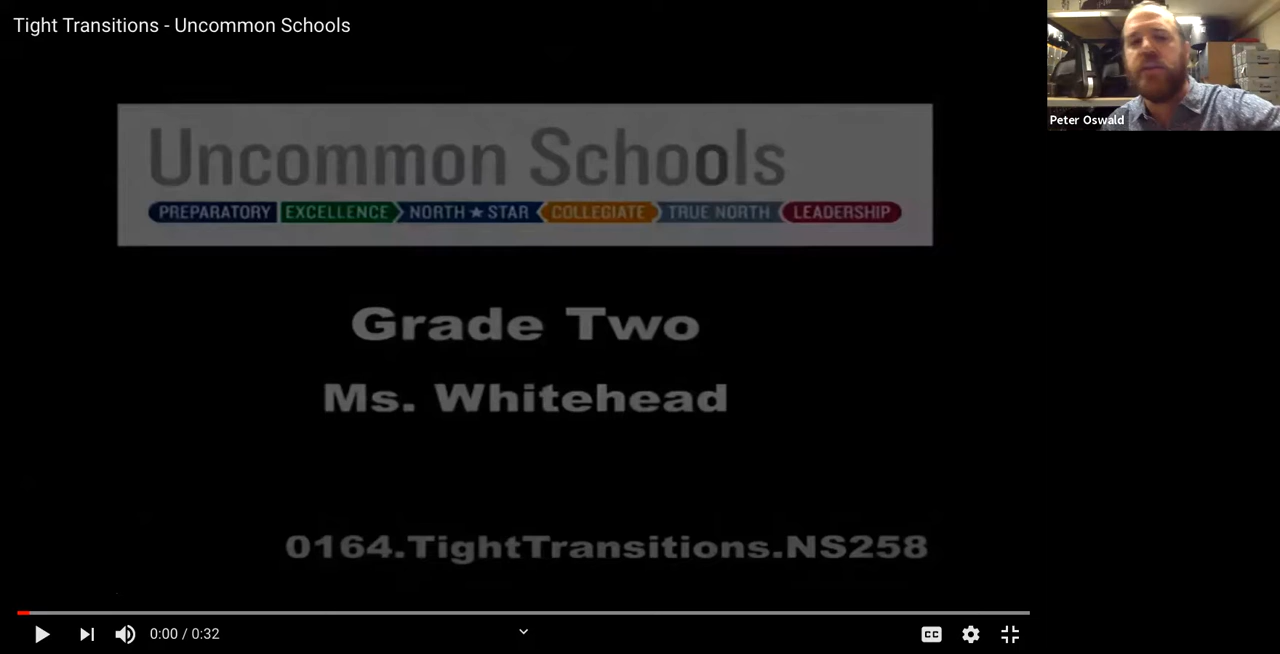 Tight Transitions - Uncommon Schools
Peter Oswald
Uncommon Schools
PREPARATORY EXCELLENCE NORTH ★ STAR COLLEGIATE TRUE NORTH LEADERSHIP
Grade Two
Ms. Whitehead
0164.TightTransitions.NS258
0:00 / 0:32
CC